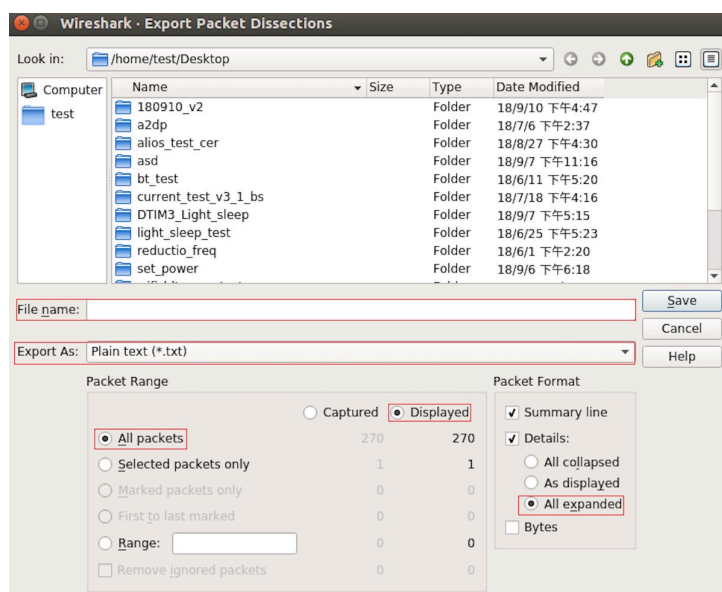 Wireshark · Export Packet Dissections
Look in: /home/test/Desktop
Computer
test
Name Size Type Date Modified
180910_v2 Folder 18/9/10 下午4:47
a2dp Folder 18/7/6 下午2:37
alios_test_cer Folder 18/8/27 下午4:30
asd Folder 18/9/7 下午11:16
bt_test Folder 18/6/11 下午5:20
current_test_v3_1_bs Folder 18/7/18 下午4:16
DTIM3_Light_sleep Folder 18/9/7 下午5:15
light_sleep_test Folder 18/6/25 下午5:23
reductio_freq Folder 18/6/1 下午2:20
set_power Folder 18/9/6 下午6:18
File name: Save
Cancel
Export As: Plain text (*.txt) Help
Packet Range
Captured Displayed
All packets 270 270
Selected packets only 1 1
Marked packets only 0 0
First to last marked 0 0
Range: 0 0
Remove ignored packets 0 0
Packet Format
Summary line
Details:
All collapsed
As displayed
All expanded
Bytes